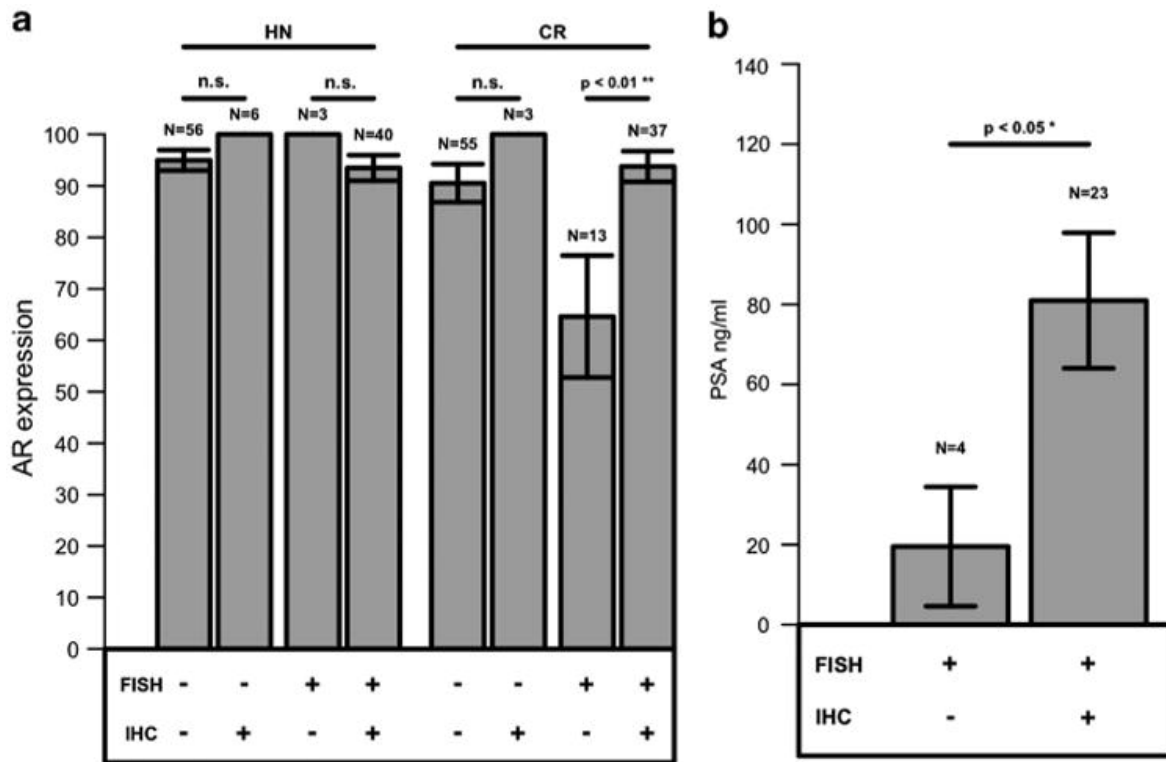 a
HN CR
n.s. n.s. n.s. p < 0.01 **
N=56 N=6 N=3 N=40 N=55 N=3 N=13 N=37
AR expression
100
90
80
70
60
50
40
30
20
10
0
FISH - - + + - - + +
IHC - + - + - + - +
b
p < 0.05 *
N=4 N=23
PSA ng/ml
140
120
100
80
60
40
20
0
FISH + +
IHC - +